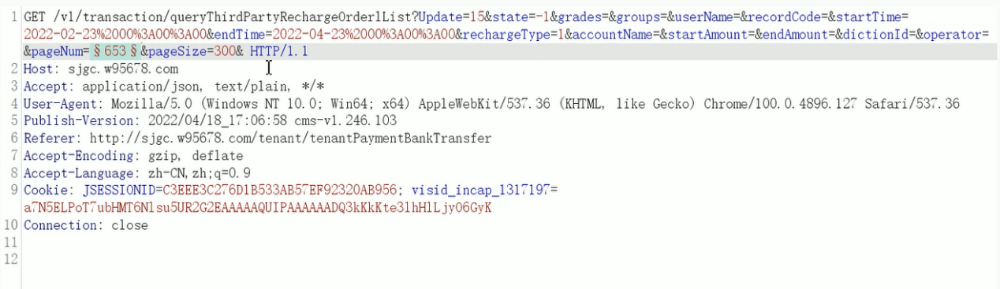 1 GET /v1/transaction/queryThirdPartyRechargeOrderlList?Update=15&state=-1&grades=&groups=&userName=&recordCode=&startTime=
2022-02-23%2000%3A00%3A00&endTime=2022-04-23%2000%3A00%3A00&rechargeType=1&accountName=&startAmount=&endAmount=&dictionId=&operator=
&pageNum=§653§&pageSize=300& HTTP/1.1
2 Host: sjgc.w95678.com
3 Accept: application/json, text/plain, */*
4 User-Agent: Mozilla/5.0 (Windows NT 10.0; Win64; x64) AppleWebKit/537.36 (KHTML, like Gecko) Chrome/100.0.4896.127 Safari/537.36
5 Publish-Version: 2022/04/18_17:06:58 cms-v1.246.103
6 Referer: http://sjgc.w95678.com/tenant/tenantPaymentBankTransfer
7 Accept-Encoding: gzip, deflate
8 Accept-Language: zh-CN,zh;q=0.9
9 Cookie: JSESSIONID=C3EEE3C276D1B533AB57EF92320AB956; visid_incap_1317197=
a7N5ELPoT7ubHMT6Nlsu5UR2G2EAAAAAQUIPAAAAAADQ3kKkKte3lhHlLjy06GyK
10 Connection: close
11
12